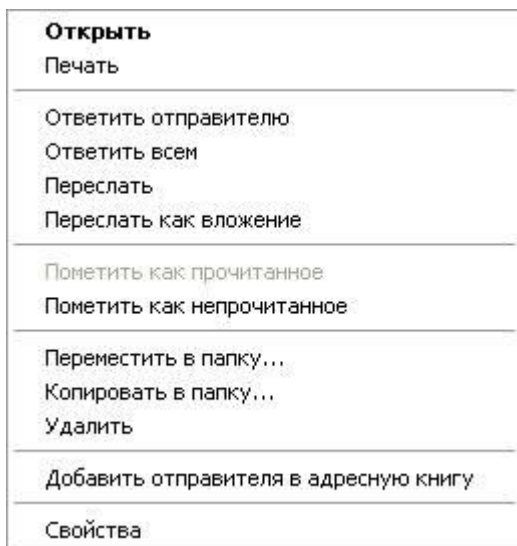 Открыть
Печать
Ответить отправителю
Ответить всем
Переслать
Переслать как вложение
Пометить как прочитанное
Пометить как непрочитанное
Переместить в папку...
Копировать в папку...
Удалить
Добавить отправителя в адресную книгу
Свойства